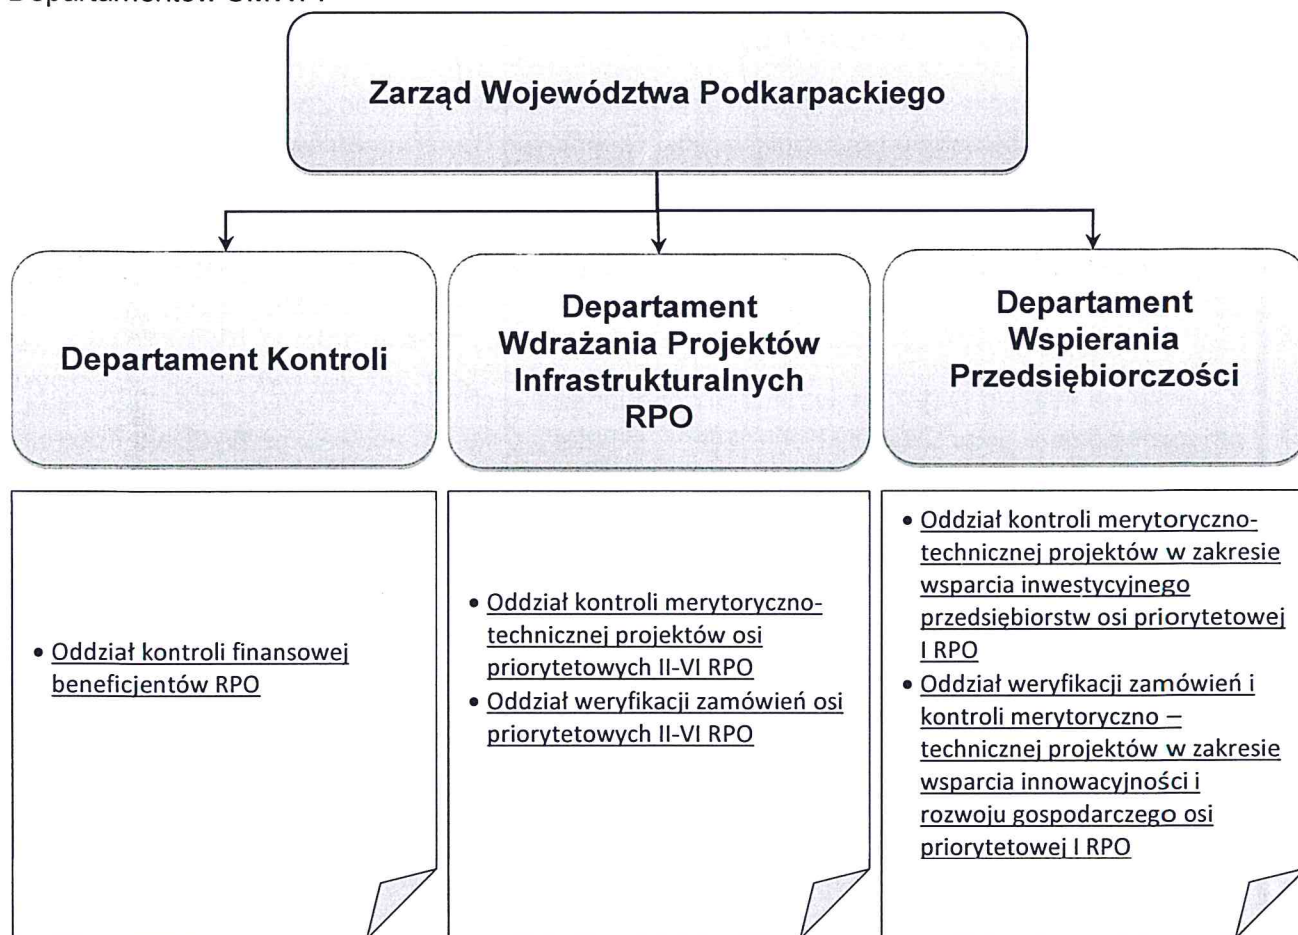 Zarząd Województwa Podkarpackiego
Departament Kontroli
Departament
Wdrażania Projektów
Infrastrukturalnych
RPO
Departament
Wspierania
Przedsiębiorczości
• Oddział kontroli finansowej
beneficjentów RPO
• Oddział kontroli merytoryczno-
technicznej projektów osi
priorytetowych II-VI RPO
• Oddział weryfikacji zamówień osi
priorytetowych II-VI RPO
• Oddział kontroli merytoryczno-
technicznej projektów w zakresie
wsparcia inwestycyjnego
przedsiębiorstw osi priorytetowej
I RPO
• Oddział weryfikacji zamówień i
kontroli merytoryczno –
technicznej projektów w zakresie
wsparcia innowacyjności i
rozwoju gospodarczego osi
priorytetowej I RPO